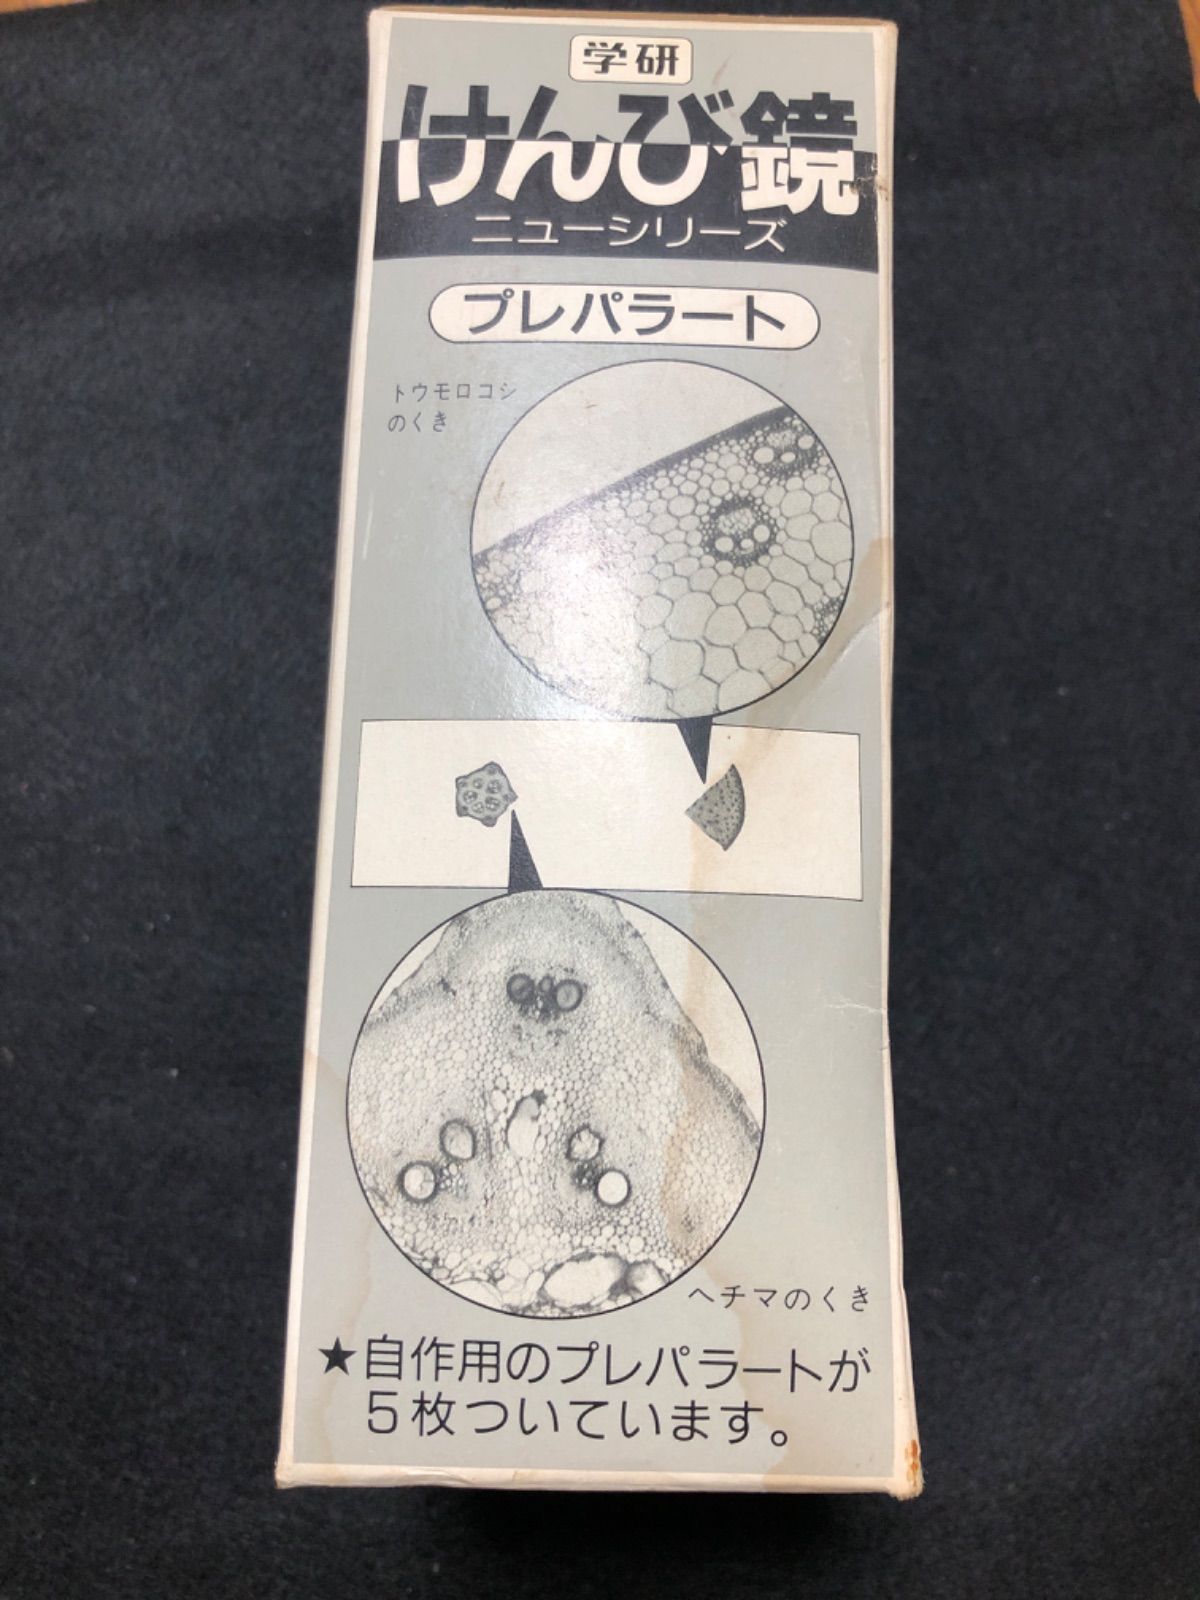 学研
けんび鏡
ニューシリーズ
プレパラート
トウモロコシ
のくき
ヘチマのくき
★自作用のプレパラートが
5枚ついています。